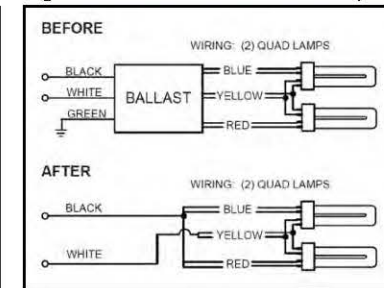 BEFORE
WIRING: (2) QUAD LAMPS
BLACK
WHITE
GREEN
BALLAST
BLUE
YELLOW
RED
AFTER
WIRING: (2) QUAD LAMPS
BLACK
WHITE
BLUE
YELLOW
RED